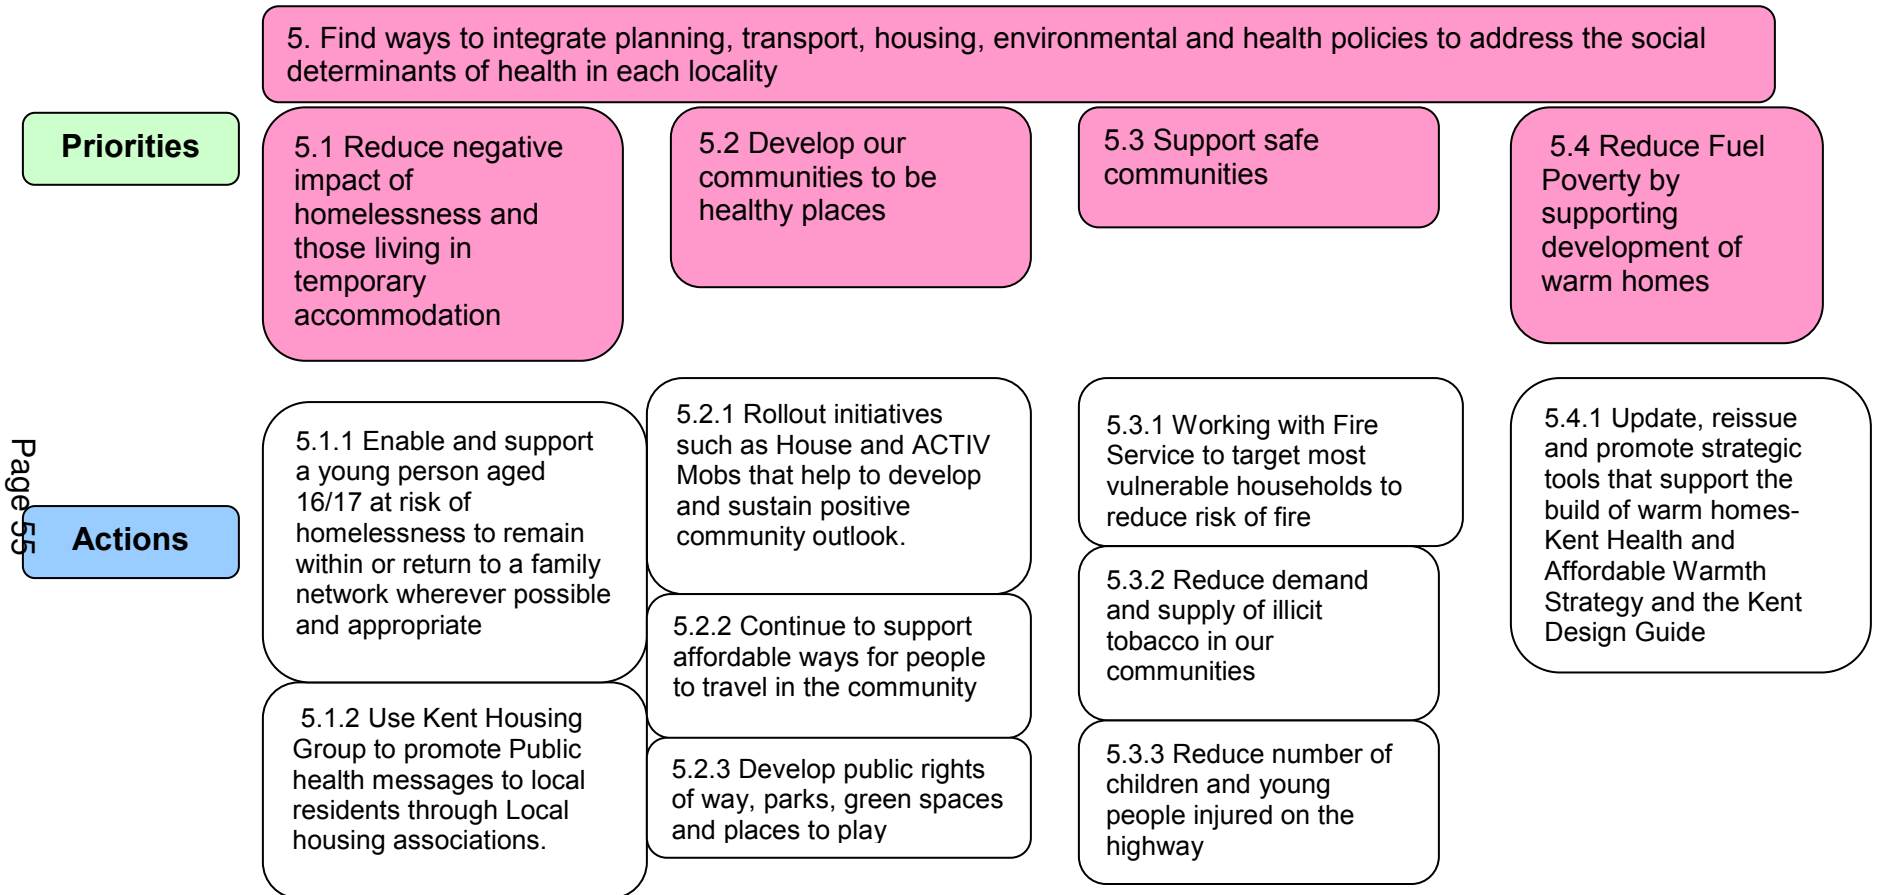 5. Find ways to integrate planning, transport, housing, environmental and health policies to address the social
determinants of health in each locality
Priorities
5.1 Reduce negative
impact of
homelessness and
those living in
temporary
accommodation
5.2 Develop our
communities to be
healthy places
5.3 Support safe
communities
5.4 Reduce Fuel
Poverty by
supporting
development of
warm homes
Page 55
Actions
5.1.1 Enable and support
a young person aged
16/17 at risk of
homelessness to remain
within or return to a family
network wherever possible
and appropriate
5.1.2 Use Kent Housing
Group to promote Public
health messages to local
residents through Local
housing associations.
5.2.1 Rollout initiatives
such as House and ACTIV
Mobs that help to develop
and sustain positive
community outlook.
5.2.2 Continue to support
affordable ways for people
to travel in the community
5.2.3 Develop public rights
of way, parks, green spaces
and places to play
5.3.1 Working with Fire
Service to target most
vulnerable households to
reduce risk of fire
5.3.2 Reduce demand
and supply of illicit
tobacco in our
communities
5.3.3 Reduce number of
children and young
people injured on the
highway
5.4.1 Update, reissue
and promote strategic
tools that support the
build of warm homes-
Kent Health and
Affordable Warmth
Strategy and the Kent
Design Guide